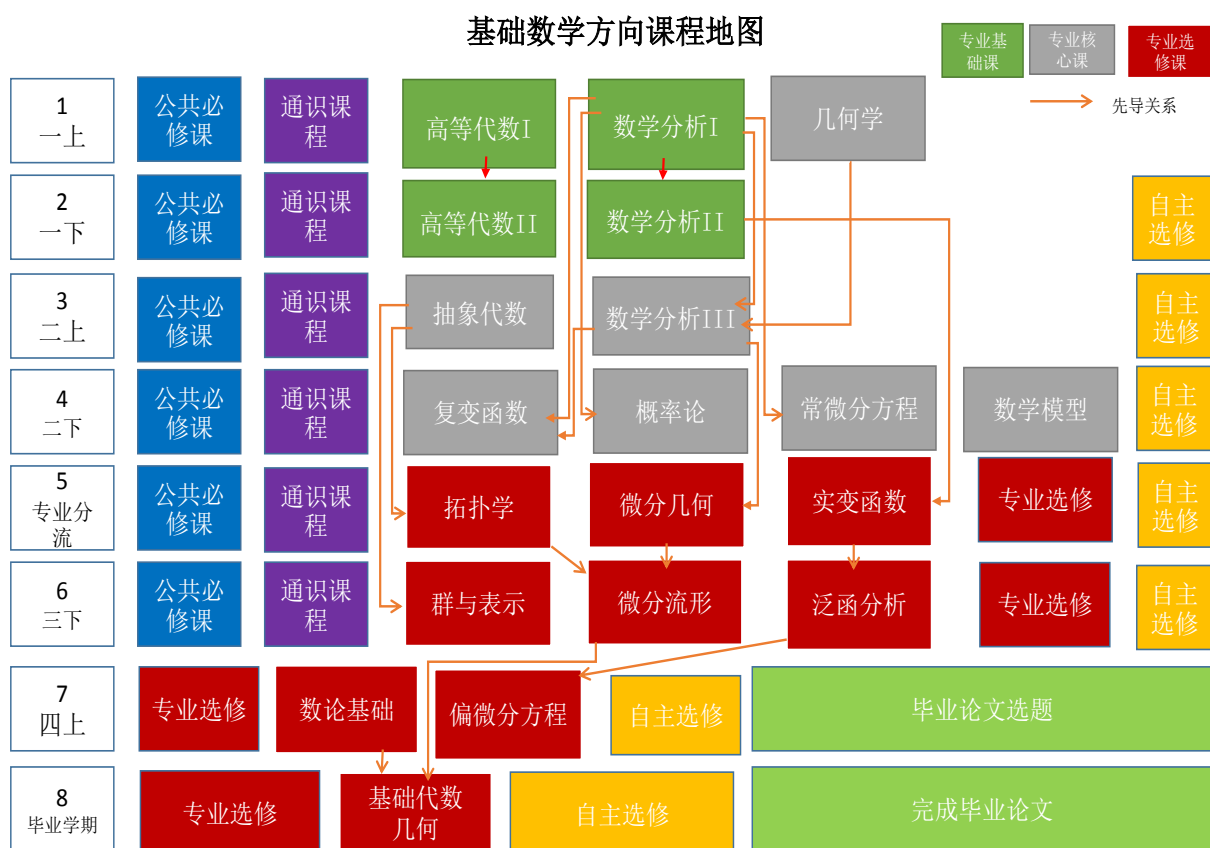 基础数学方向课程地图
专业基
础课
专业核
心课
专业选
修课
先导关系
1
一上
公共必
修课
通识课
程
高等代数I
数学分析I
几何学
2
一下
公共必
修课
通识课
程
高等代数II
数学分析II
自主
选修
3
二上
公共必
修课
通识课
程
抽象代数
数学分析III
自主
选修
4
二下
公共必
修课
通识课
程
复变函数
概率论
常微分方程
数学模型
自主
选修
5
专业分
流
公共必
修课
通识课
程
拓扑学
微分几何
实变函数
专业选修
自主
选修
6
三下
公共必
修课
通识课
程
群与表示
微分流形
泛函分析
专业选修
自主
选修
7
四上
专业选修
数论基础
偏微分方程
自主选修
毕业论文选题
8
毕业学期
专业选修
基础代数
几何
自主选修
完成毕业论文